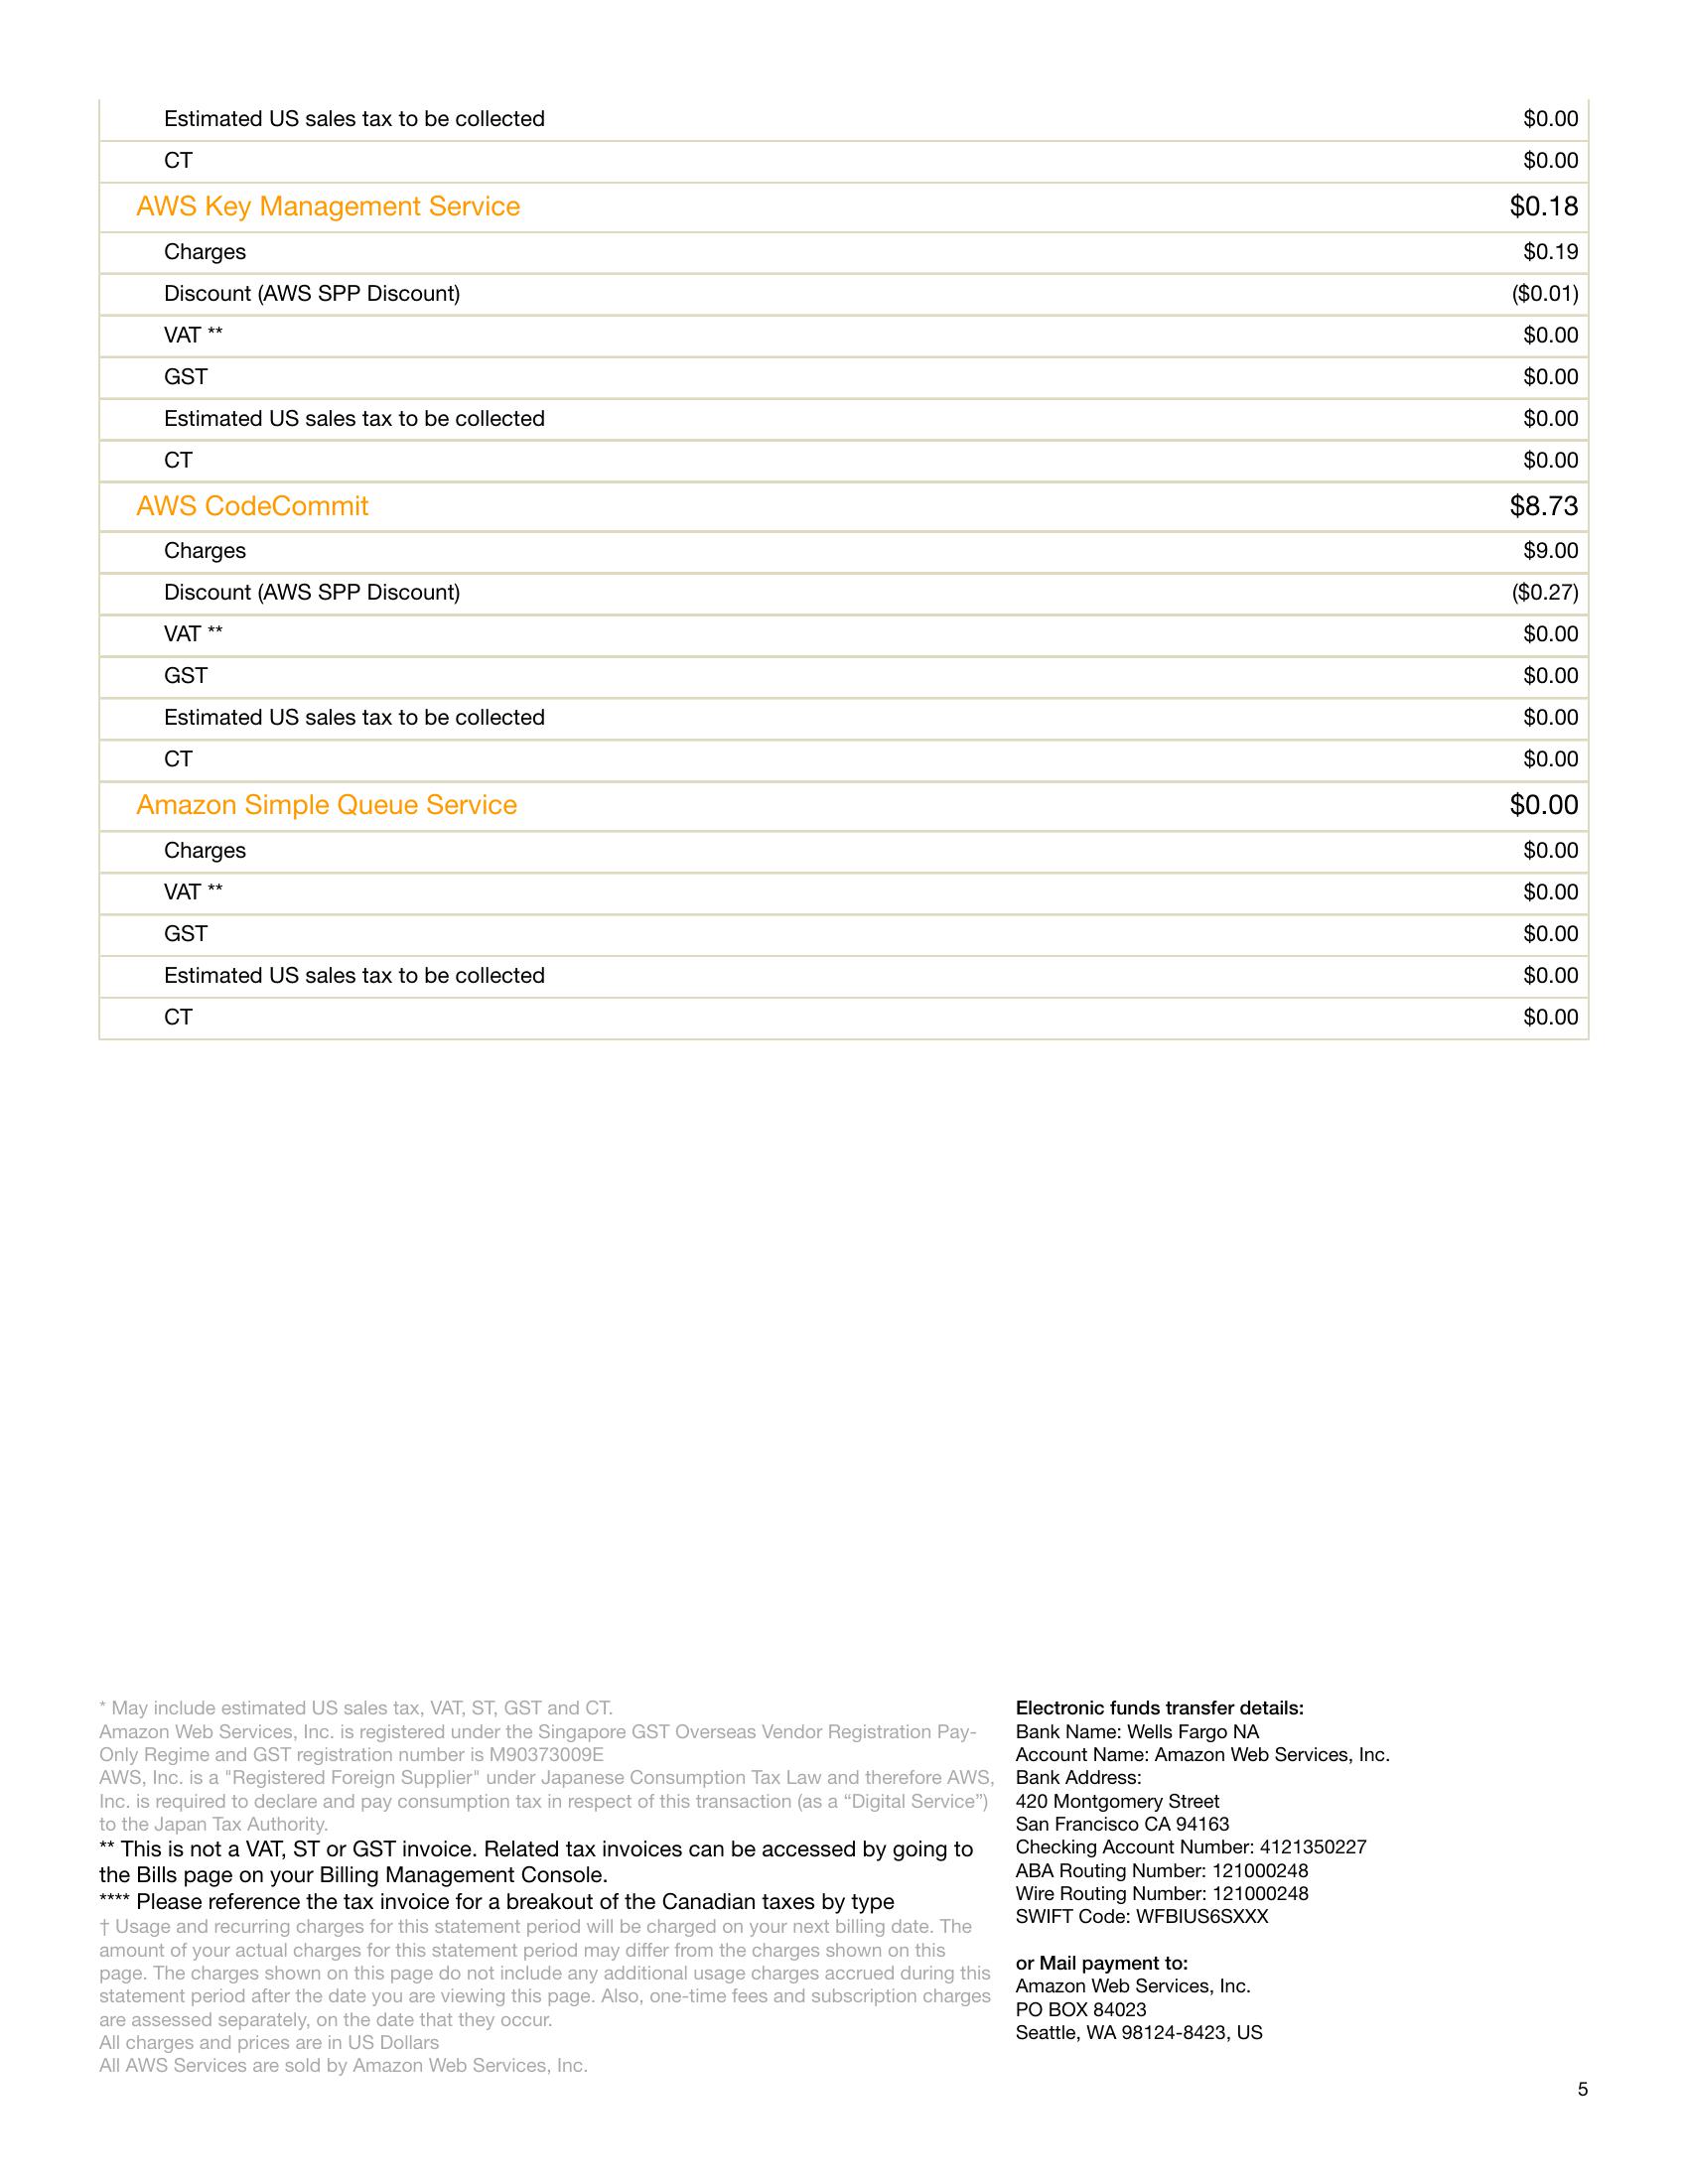 Estimated US sales tax to be collected $0.00
CT $0.00
AWS Key Management Service $0.18
Charges $0.19
Discount (AWS SPP Discount) ($0.01)
VAT ** $0.00
GST $0.00
Estimated US sales tax to be collected $0.00
CT $0.00
AWS CodeCommit $8.73
Charges $9.00
Discount (AWS SPP Discount) ($0.27)
VAT ** $0.00
GST $0.00
Estimated US sales tax to be collected $0.00
CT $0.00
Amazon Simple Queue Service $0.00
Charges $0.00
VAT ** $0.00
GST $0.00
Estimated US sales tax to be collected $0.00
CT $0.00
* May include estimated US sales tax, VAT, ST, GST and CT.
Amazon Web Services, Inc. is registered under the Singapore GST Overseas Vendor Registration Pay-
Only Regime and GST registration number is M90373009E
AWS, Inc. is a "Registered Foreign Supplier" under Japanese Consumption Tax Law and therefore AWS,
Inc. is required to declare and pay consumption tax in respect of this transaction (as a “Digital Service”)
to the Japan Tax Authority.
** This is not a VAT, ST or GST invoice. Related tax invoices can be accessed by going to
the Bills page on your Billing Management Console.
**** Please reference the tax invoice for a breakout of the Canadian taxes by type
† Usage and recurring charges for this statement period will be charged on your next billing date. The
amount of your actual charges for this statement period may differ from the charges shown on this
page. The charges shown on this page do not include any additional usage charges accrued during this
statement period after the date you are viewing this page. Also, one-time fees and subscription charges
are assessed separately, on the date that they occur.
All charges and prices are in US Dollars
All AWS Services are sold by Amazon Web Services, Inc.
Electronic funds transfer details:
Bank Name: Wells Fargo NA
Account Name: Amazon Web Services, Inc.
Bank Address:
420 Montgomery Street
San Francisco CA 94163
Checking Account Number: 4121350227
ABA Routing Number: 121000248
Wire Routing Number: 121000248
SWIFT Code: WFBIUS6SXXX
or Mail payment to:
Amazon Web Services, Inc.
PO BOX 84023
Seattle, WA 98124-8423, US
5